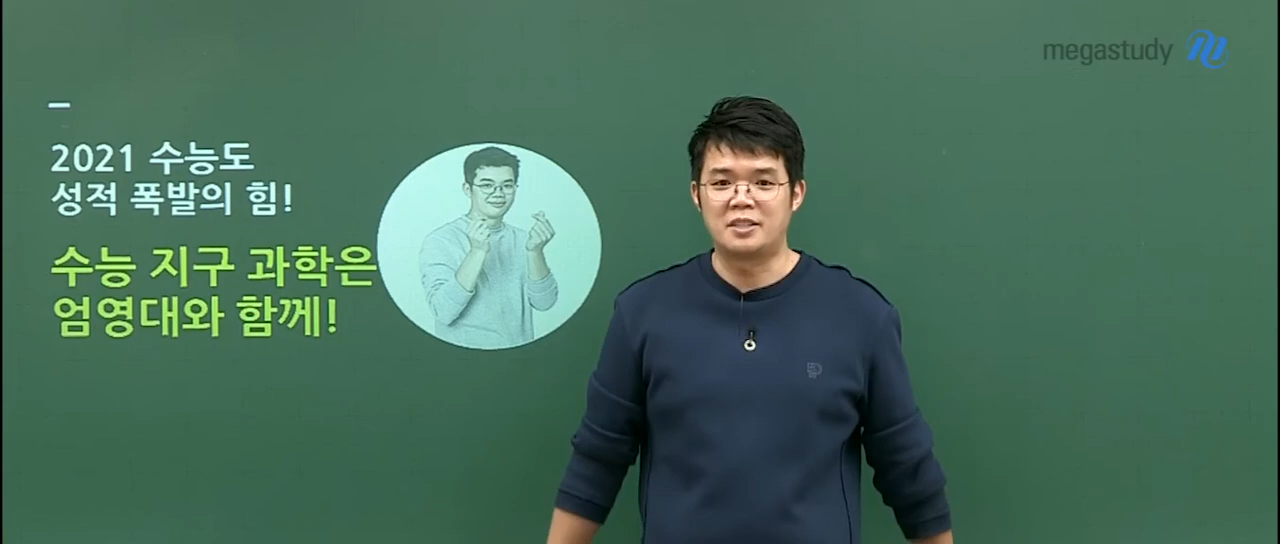 megastudy
2021 수능도
성적 폭발의 힘!
수능 지구 과학은
엄영대와 함께!